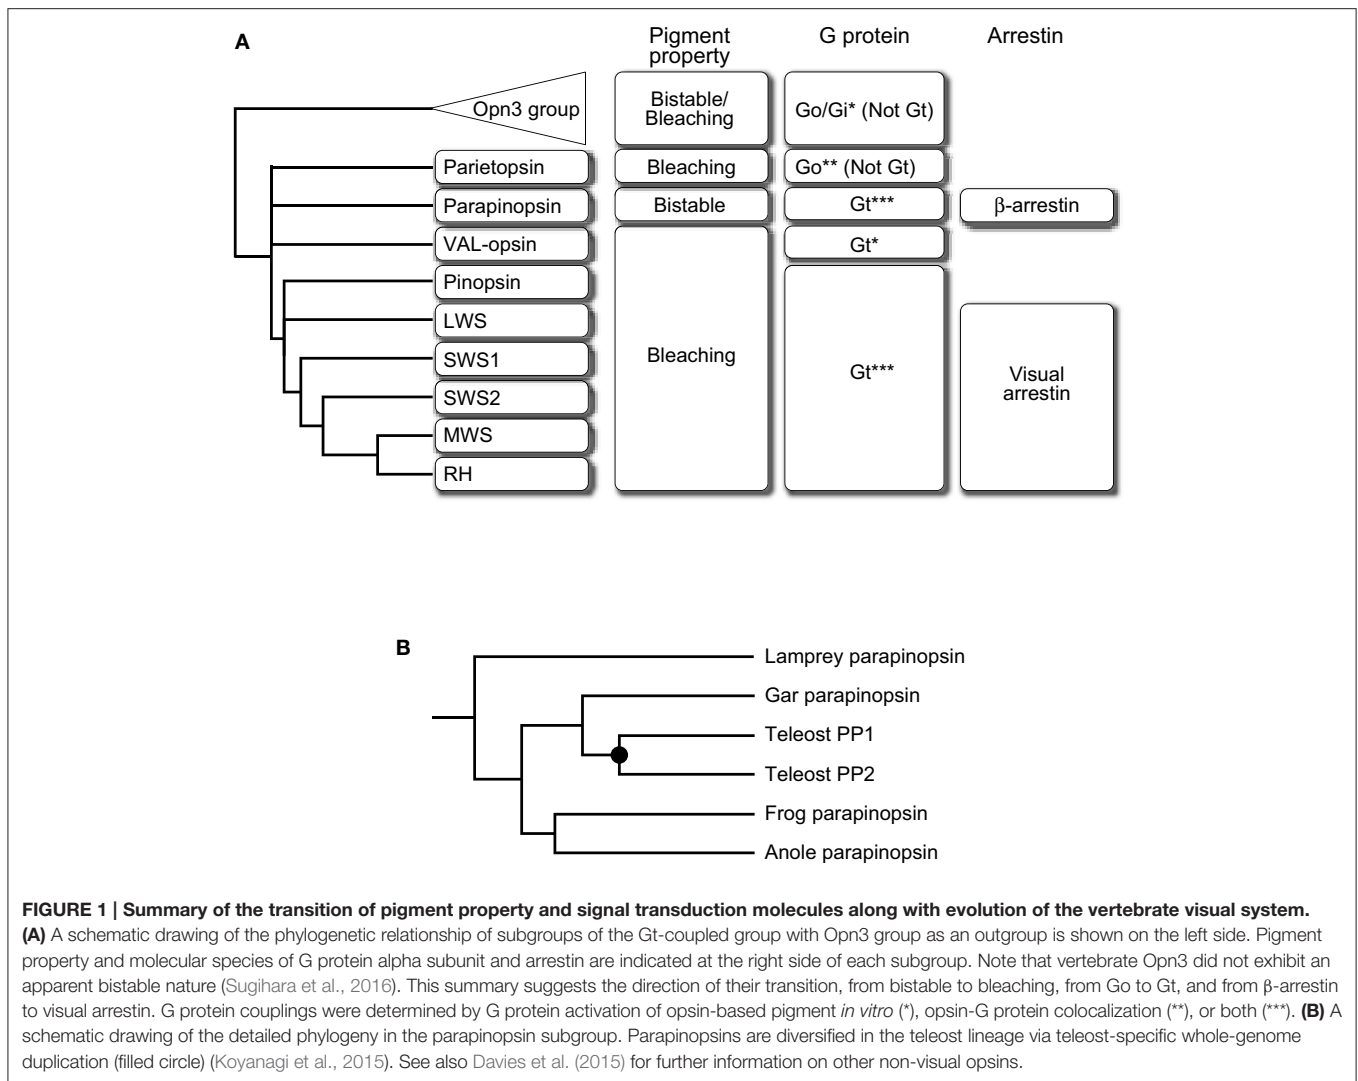 A
Pigment
property
G protein
Arrestin
Opn3 group
Bistable/
Bleaching
Go/Gi* (Not Gt)
Parietopsin
Bleaching
Go** (Not Gt)
Parapinopsin
Bistable
Gt***
β-arrestin
VAL-opsin
Gt*
Pinopsin
LWS
SWS1
Bleaching
Gt***
Visual
arrestin
SWS2
MWS
RH
B
Lamprey parapinopsin
Gar parapinopsin
Teleost PP1
Teleost PP2
Frog parapinopsin
Anole parapinopsin
FIGURE 1 | Summary of the transition of pigment property and signal transduction molecules along with evolution of the vertebrate visual system.
(A) A schematic drawing of the phylogenetic relationship of subgroups of the Gt-coupled group with Opn3 group as an outgroup is shown on the left side. Pigment
property and molecular species of G protein alpha subunit and arrestin are indicated at the right side of each subgroup. Note that vertebrate Opn3 did not exhibit an
apparent bistable nature (Sugihara et al., 2016). This summary suggests the direction of their transition, from bistable to bleaching, from Go to Gt, and from β-arrestin
to visual arrestin. G protein couplings were determined by G protein activation of opsin-based pigment in vitro (*), opsin-G protein colocalization (**), or both (***). (B) A
schematic drawing of the detailed phylogeny in the parapinopsin subgroup. Parapinopsins are diversified in the teleost lineage via teleost-specific whole-genome
duplication (filled circle) (Koyanagi et al., 2015). See also Davies et al. (2015) for further information on other non-visual opsins.